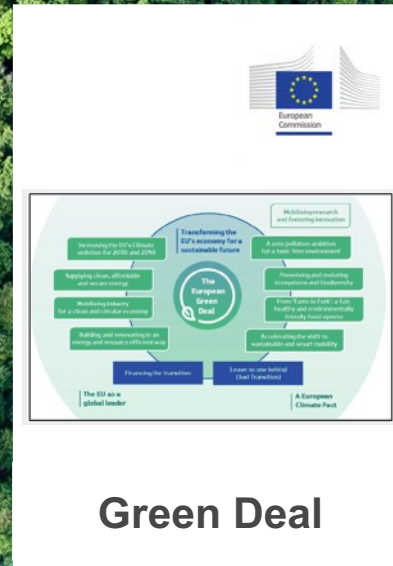 European
Commission
Mobilising research
and fostering innovation
Transforming the
EU's economy for a
sustainable future
Increasing the EU's Climate
ambition for 2030 and 2050
A zero pollution ambition
for a toxic-free environment
Supplying clean, affordable
and secure energy
The
European
Green
Deal
Preserving and restoring
ecosystems and biodiversity
Mobilising industry
for a clean and circular economy
From 'Farm to Fork': a fair,
healthy and environmentally
friendly food system
Building and renovating in an
energy and resource efficient way
Accelerating the shift to
sustainable and smart mobility
Financing the transition
Leave no one behind
(Just Transition)
The EU as a
global leader
A European
Climate Pact
Green Deal